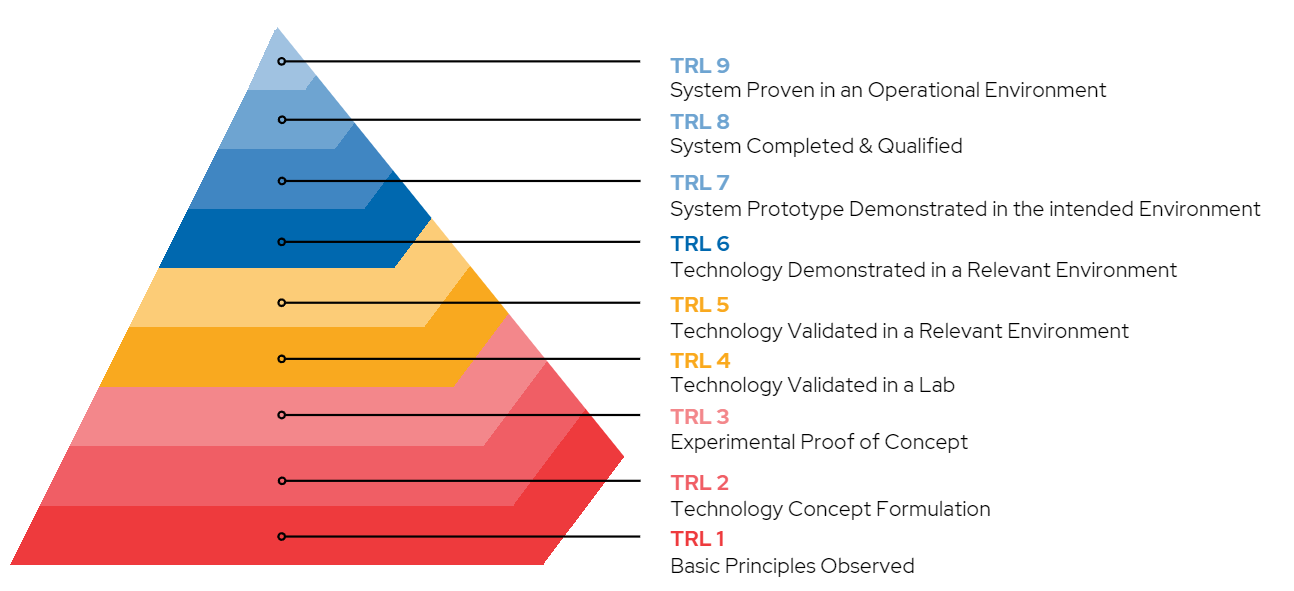 TRL 9
System Proven in an Operational Environment
TRL 8
System Completed & Qualified
TRL 7
System Prototype Demonstrated in the intended Environment
TRL 6
Technology Demonstrated in a Relevant Environment
TRL 5
Technology Validated in a Relevant Environment
TRL 4
Technology Validated in a Lab
TRL 3
Experimental Proof of Concept
TRL 2
Technology Concept Formulation
TRL 1
Basic Principles Observed